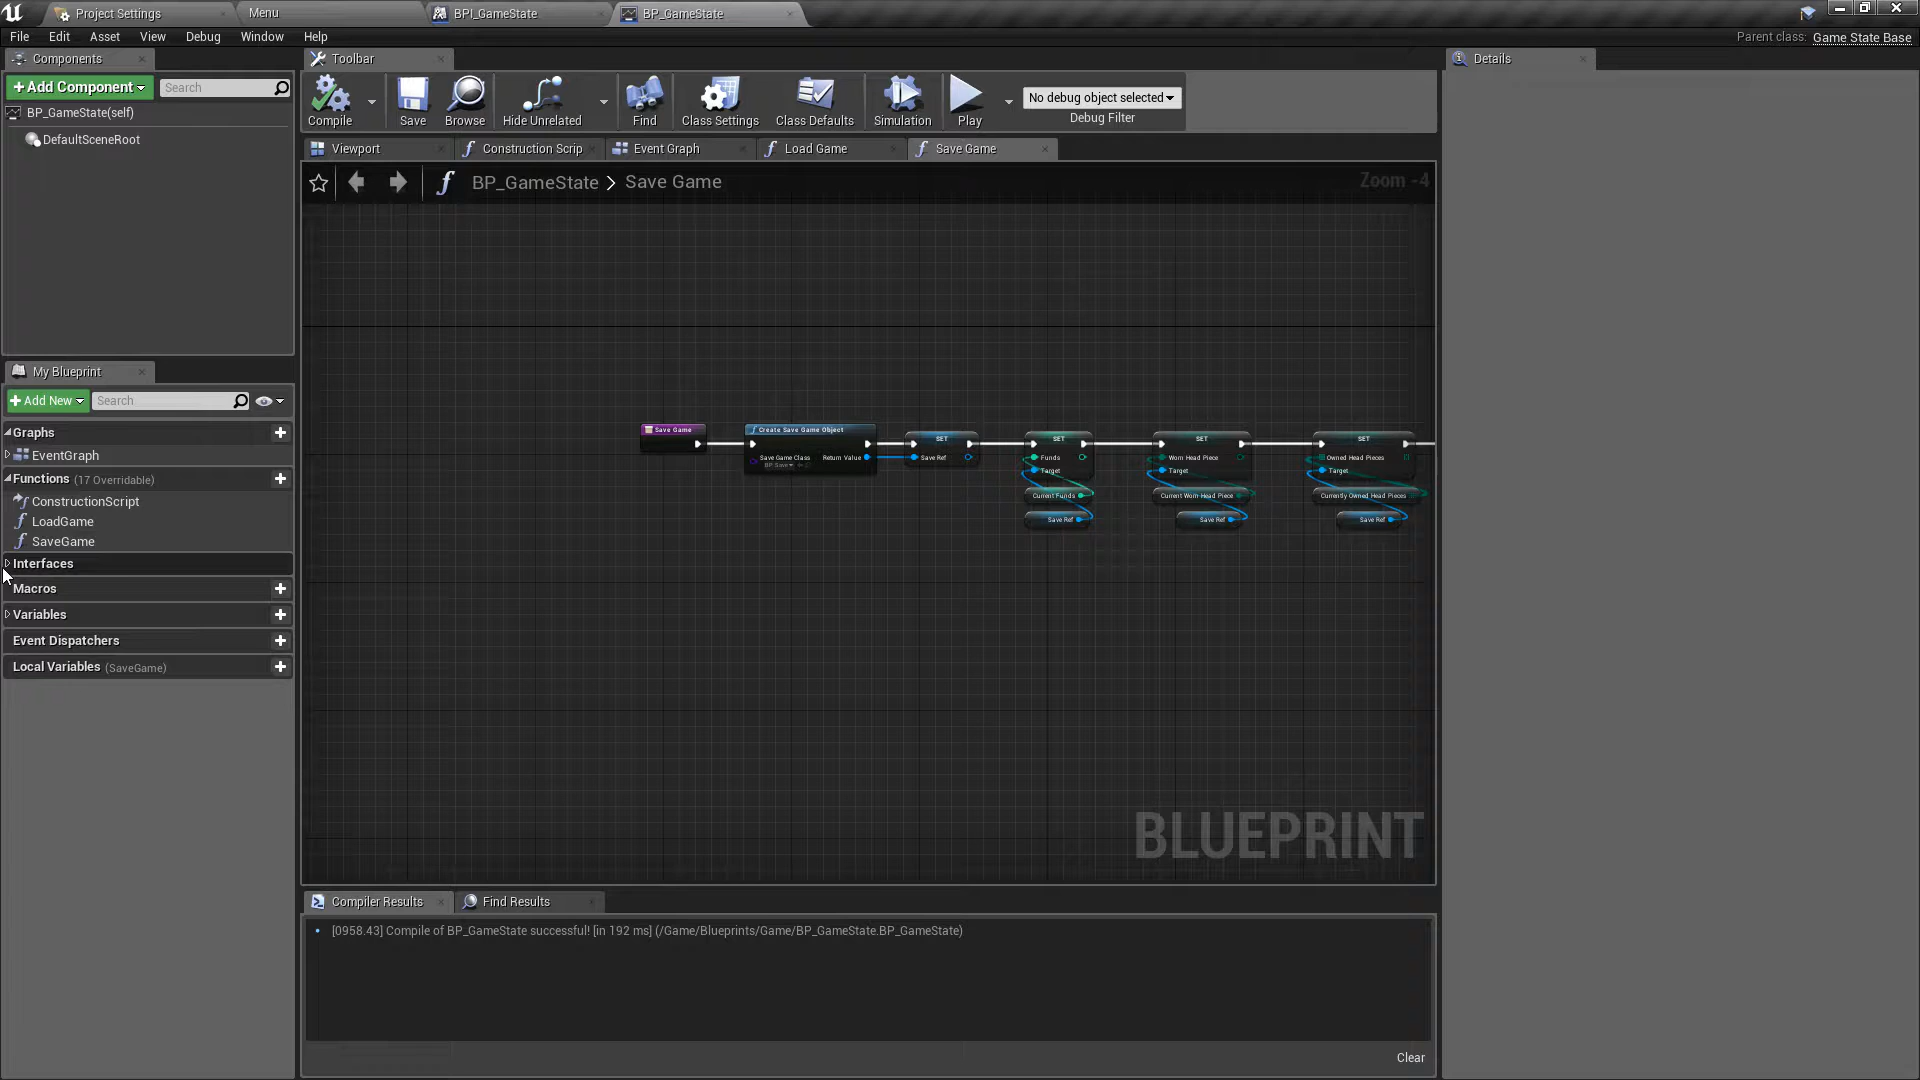 Project Settings
Menu
BPI_GameState
BP_GameState
File Edit Asset View Debug Window Help
Parent class: Game State Base
Components
Toolbar
Details
+Add Component
Search
BP_GameState(self)
DefaultSceneRoot
Compile
Save
Browse
Hide Unrelated
Find
Class Settings
Class Defaults
Simulation
Play
No debug object selected
Debug Filter
Viewport
Construction Scrip
Event Graph
Load Game
Save Game
BP_GameState > Save Game
Zoom -4
My Blueprint
+Add New
Search
Graphs
EventGraph
Functions (17 Overridable)
ConstructionScript
LoadGame
SaveGame
Interfaces
Macros
Variables
Event Dispatchers
Local Variables (SaveGame)
Save Game
Create Save Game Object
Save Game Class
BP_Save
Return Value
SET
Save Ref
SET
Funds
Target
Current Funds
Save Ref
SET
Worn Head Piece
Target
Current Worn Head Piece
Save Ref
SET
Owned Head Pieces
Target
Currently Owned Head Pieces
Save Ref
BLUEPRINT
Compiler Results
Find Results
[0958.43] Compile of BP_GameState successful! [in 192 ms] (/Game/Blueprints/Game/BP_GameState.BP_GameState)
Clear